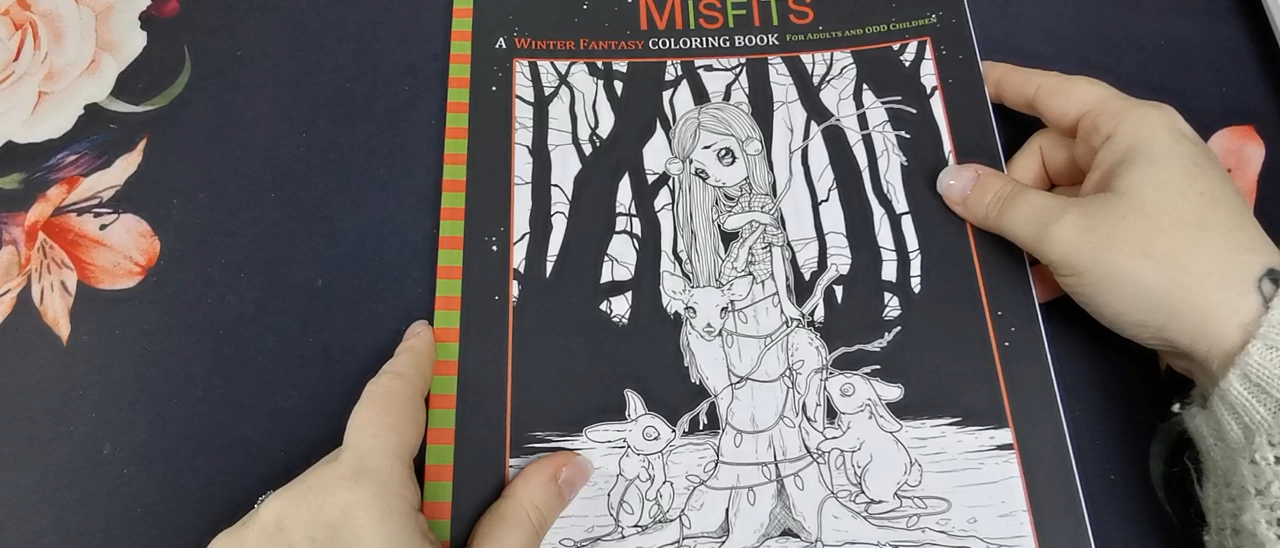 MISFITS
A WINTER FANTASY COLORING BOOK FOR ADULTS AND ODD CHILDREN